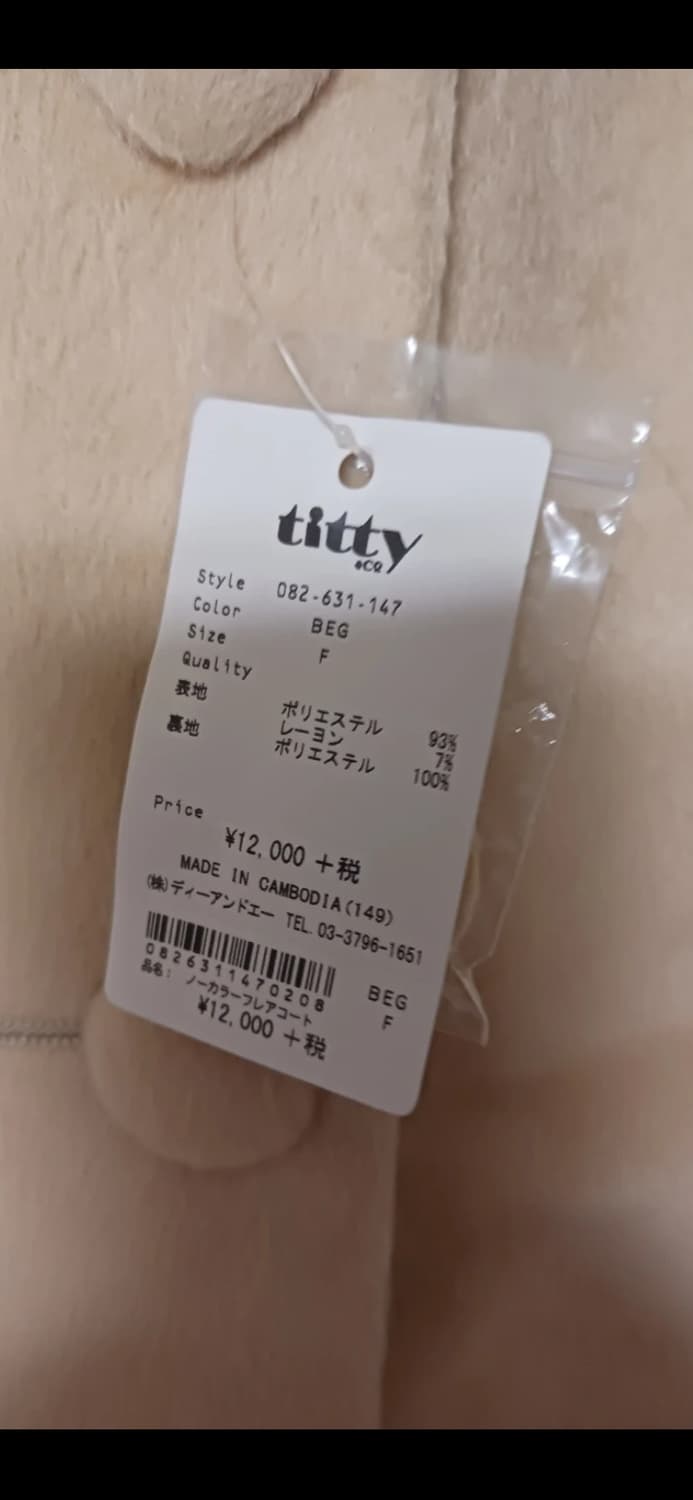 titty
&CO
Style 082-631-147
Color BEG
Size F
Quality
表地 ポリエステル 93%
レーヨン 7%
裏地 ポリエステル 100%
Price
¥12,000 +税
MADE IN CAMBODIA(149)
(株)ディーアンドエー TEL.03-3796-1651
0826311470208 BEG
品名: ノーカラーフレアコート F
¥12,000 +税